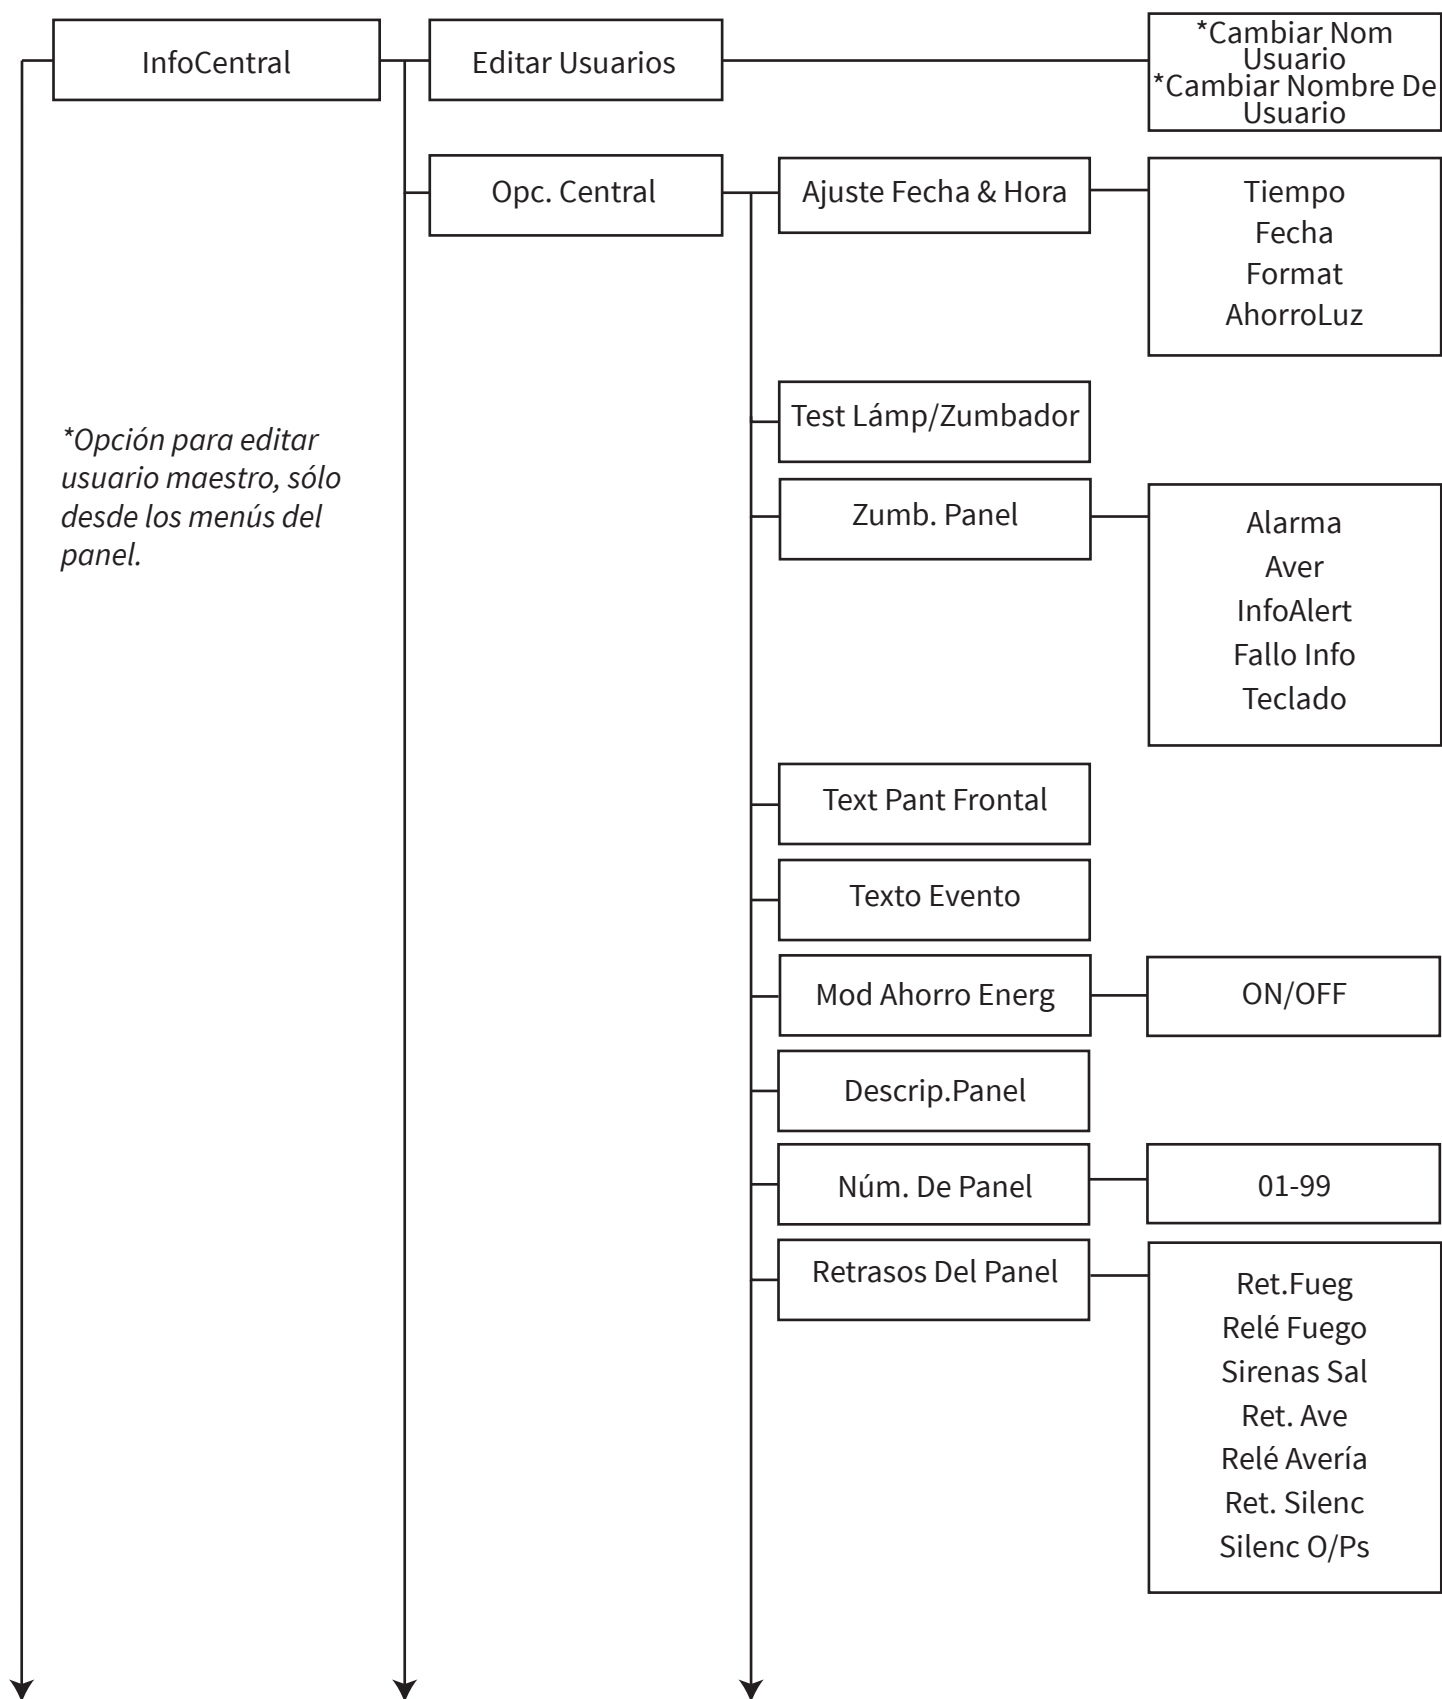 InfoCentral
Editar Usuarios
*Cambiar Nom
Usuario
*Cambiar Nombre De
Usuario
Opc. Central
Ajuste Fecha & Hora
Tiempo
Fecha
Format
AhorroLuz
Test Lámp/Zumbador
*Opción para editar
usuario maestro, sólo
desde los menús del
panel.
Zumb. Panel
Alarma
Aver
InfoAlert
Fallo Info
Teclado
Text Pant Frontal
Texto Evento
Mod Ahorro Energ
ON/OFF
Descrip.Panel
Núm. De Panel
01-99
Retrasos Del Panel
Ret.Fueg
Relé Fuego
Sirenas Sal
Ret. Ave
Relé Avería
Ret. Silenc
Silenc O/Ps